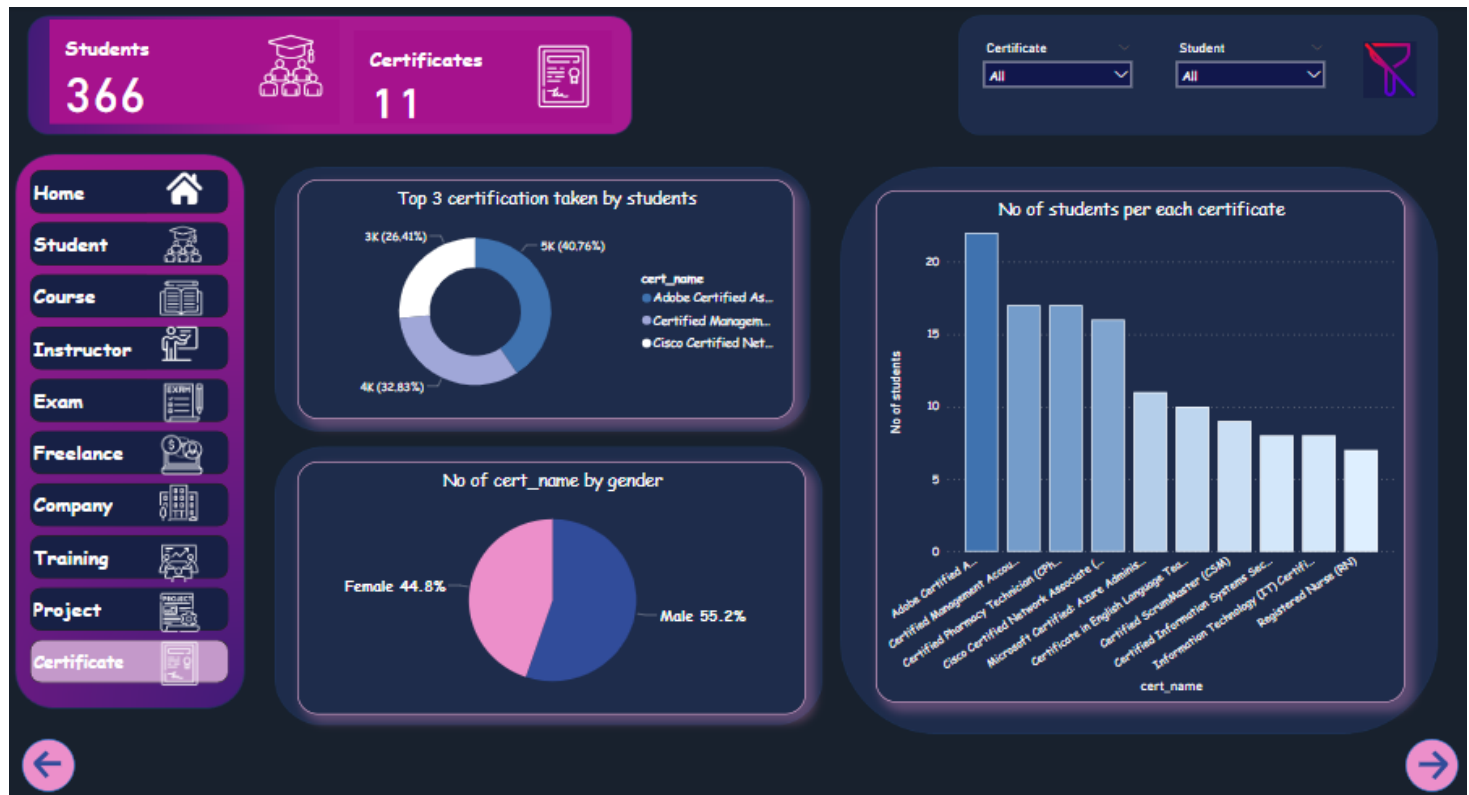 Students
366
Certificates
11
Certificate
All
Student
All
Home
Student
Course
Instructor
Exam
EXAM
Freelance
Company
Training
Project
PROJECT
Certificate
Top 3 certification taken by students
3K (26.41%)
5K (40.76%)
4K (32.83%)
cert_name
Adobe Certified As...
Certified Managem...
Cisco Certified Net...
No of cert_name by gender
Female 44.8%
Male 55.2%
No of students per each certificate
No of students
20
15
10
5
0
Adobe Certified A...
Certified Management Accou...
Certified Pharmacy Technician (CPh...
Cisco Certified Network Associate (...
Microsoft Certified: Azure Adminis...
Certificate in English Language Tea...
Certified ScrumMaster (CSM)
Certified Information Systems Sec...
Information Technology (IT) Certifi...
Registered Nurse (RN)
cert_name